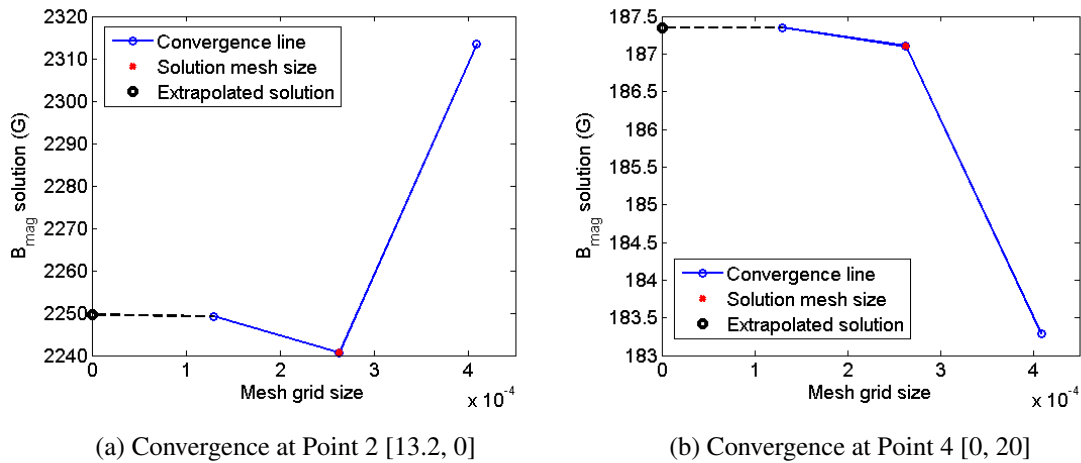 2320
2310
2300
2290
2280
2270
2260
2250
2240
B_mag solution (G)
Convergence line
Solution mesh size
Extrapolated solution
0 1 2 3 4
x 10^-4
Mesh grid size
(a) Convergence at Point 2 [13.2, 0]
187.5
187
186.5
186
185.5
185
184.5
184
183.5
183
B_mag solution (G)
Convergence line
Solution mesh size
Extrapolated solution
0 1 2 3 4
x 10^-4
Mesh grid size
(b) Convergence at Point 4 [0, 20]